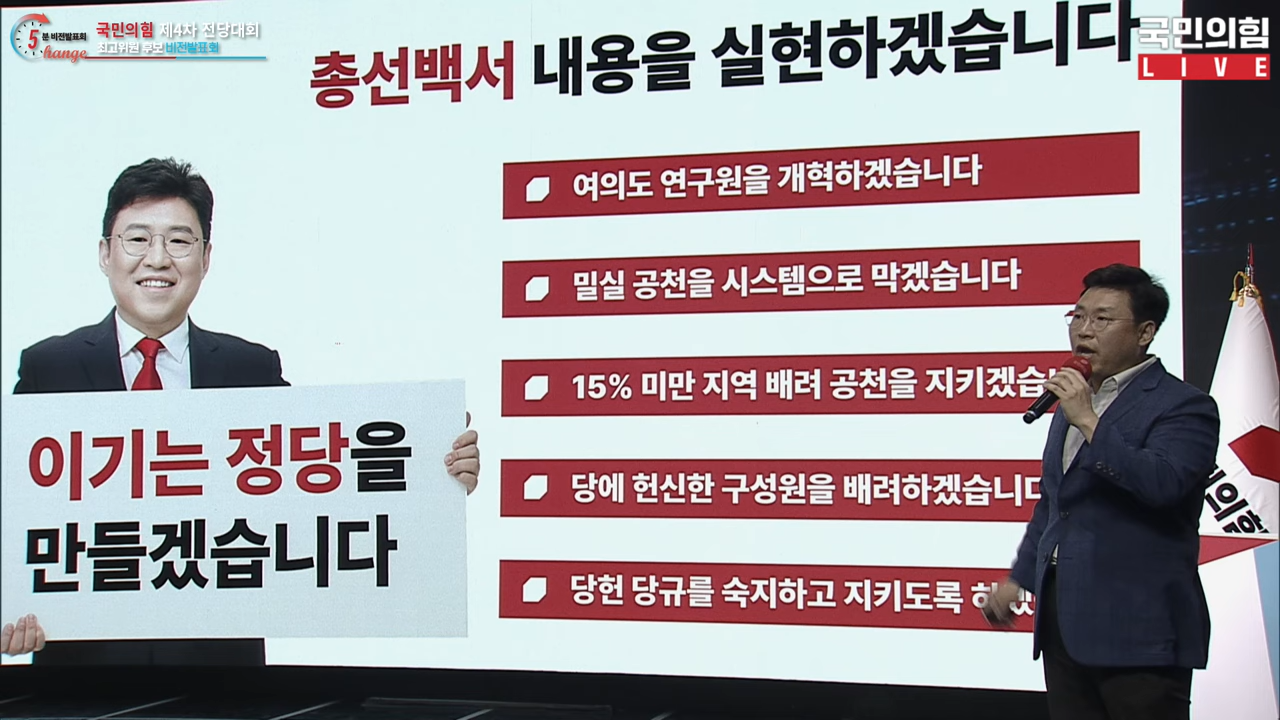 5분 비전발표회
Change
국민의힘 제4차 전당대회
최고위원 후보 비전발표회
국민의힘
LIVE
총선백서 내용을 실현하겠습니다
여의도 연구원을 개혁하겠습니다
밀실 공천을 시스템으로 막겠습니다
15% 미만 지역 배려 공천을 지키겠습
당에 헌신한 구성원을 배려하겠습니다
당헌 당규를 숙지하고 지키도록 하겠
이기는 정당을
만들겠습니다
민의힘